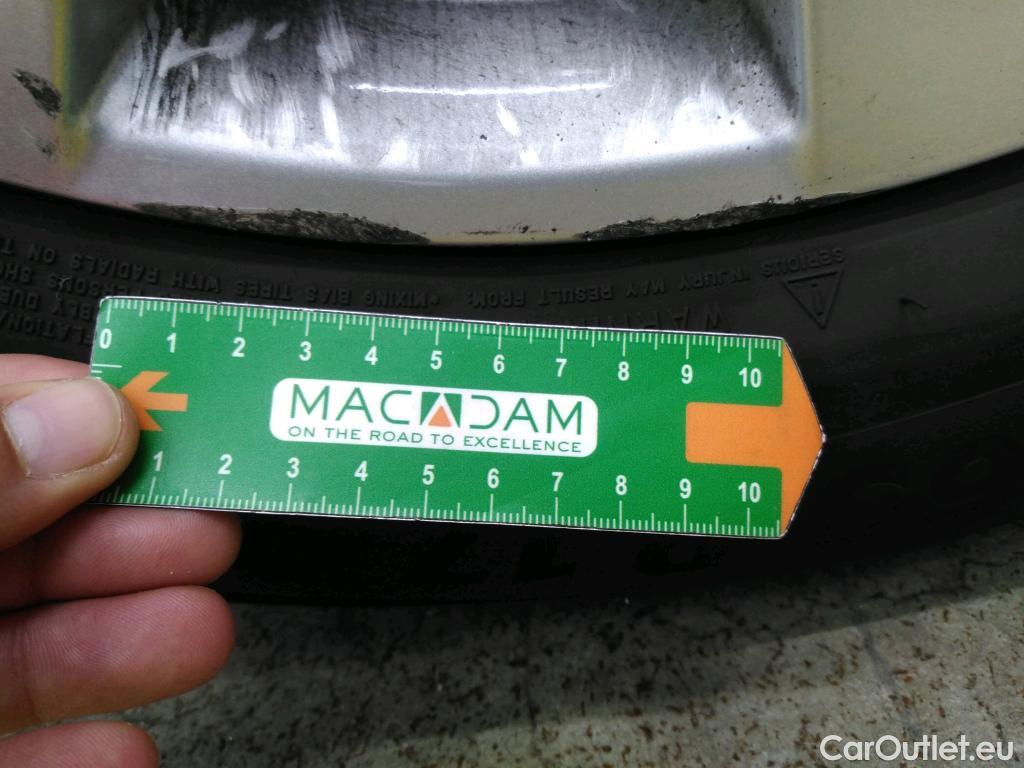 SERIOUS INJURY MAY RESULT FROM:
• MIXING BIAS TIRES WITH RADIALS ON
0 1 2 3 4 5 6 7 8 9 10
MACADAM
ON THE ROAD TO EXCELLENCE
1 2 3 4 5 6 7 8 9 10
CarOutlet.eu